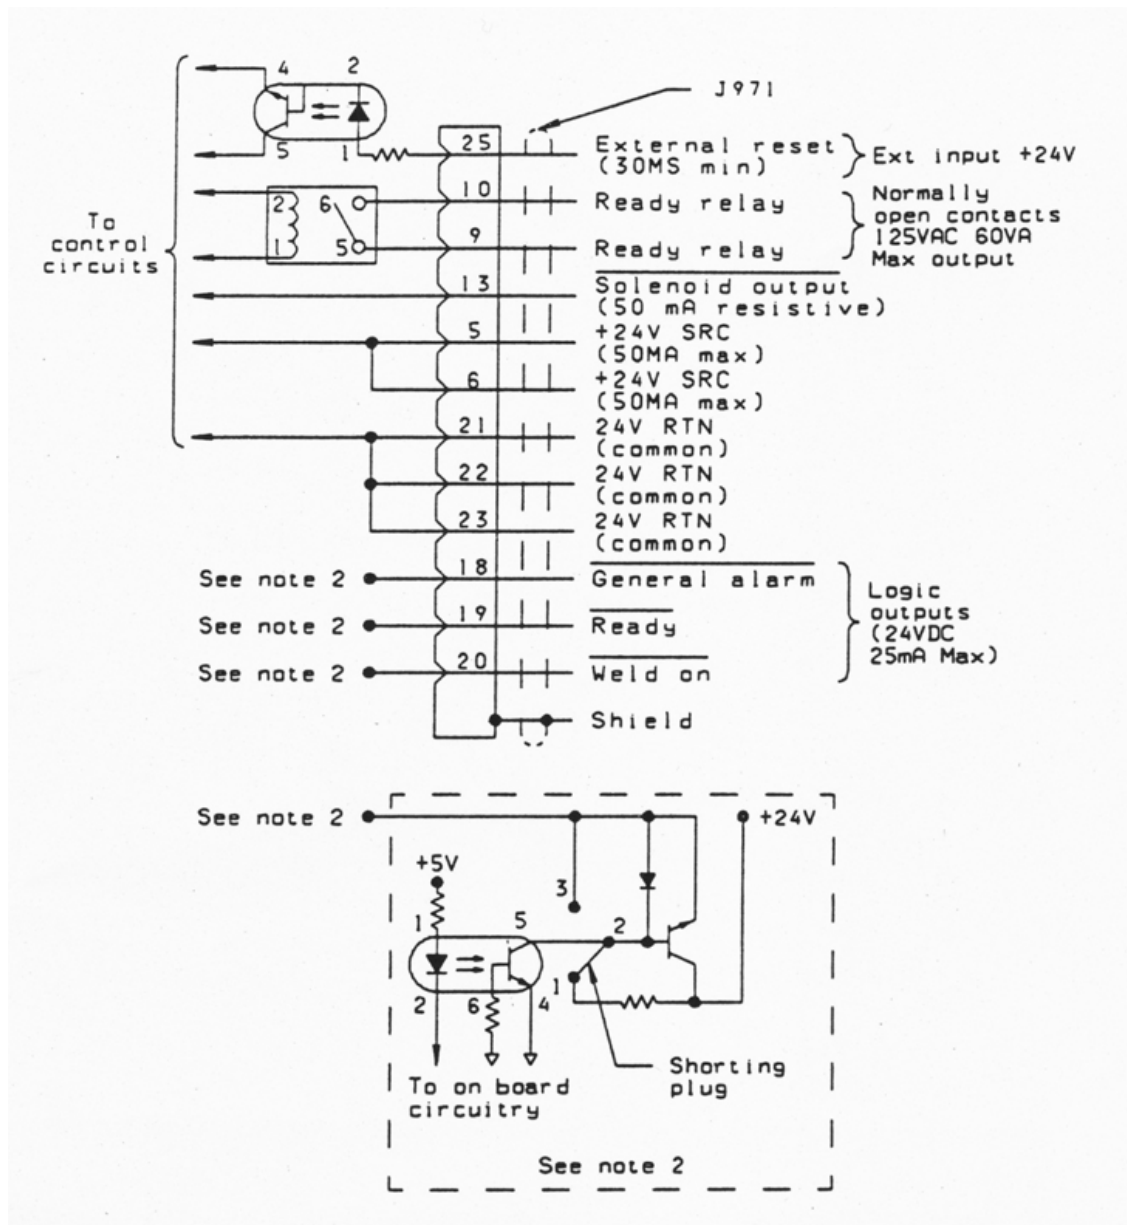 4 2
J971
5 1
25
External reset
(30MS min)
Ext input +24V
2 6
10
Ready relay
Normally
open contacts
125VAC 60VA
Max output
To
control
circuits
1 5
9
Ready relay
13
Solenoid output
(50 mA resistive)
5
+24V SRC
(50MA max)
6
+24V SRC
(50MA max)
21
24V RTN
(common)
22
24V RTN
(common)
23
24V RTN
(common)
See note 2
18
General alarm
See note 2
19
Ready
See note 2
20
Weld on
Logic
outputs
(24VDC
25mA Max)
Shield
See note 2
+24V
+5V
3
1 5 2
1
2 6 4
Shorting
plug
To on board
circuitry
See note 2